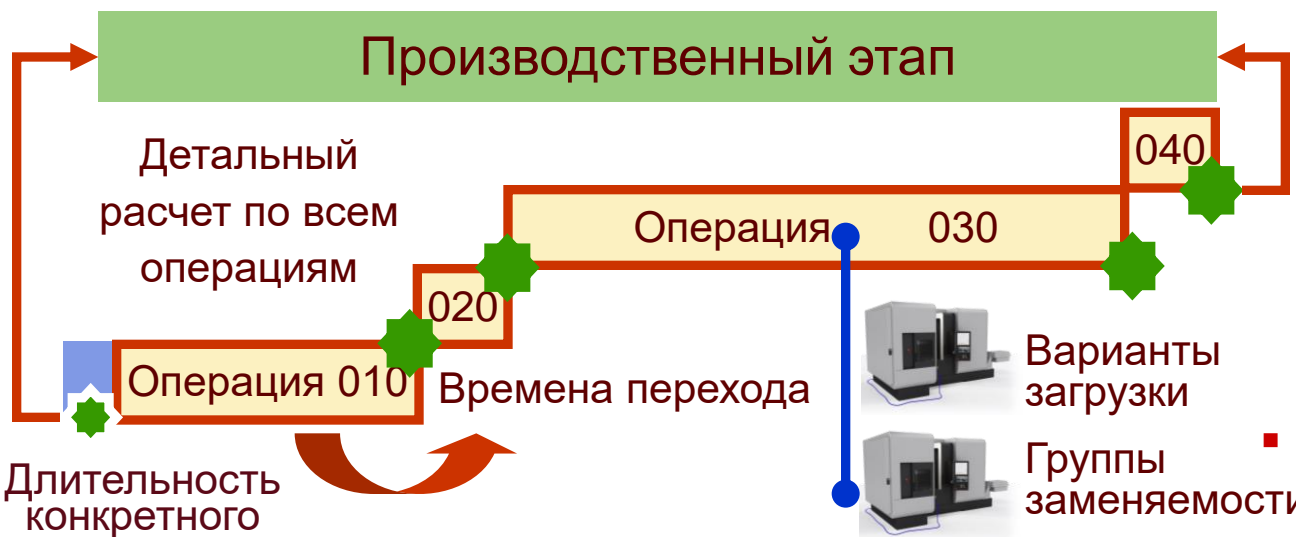 Производственный этап
040
Детальный
расчет по всем
операциям
Операция 030
020
Операция 010
Времена перехода
Варианты
загрузки
Группы
заменяемости
Длительность
конкретного